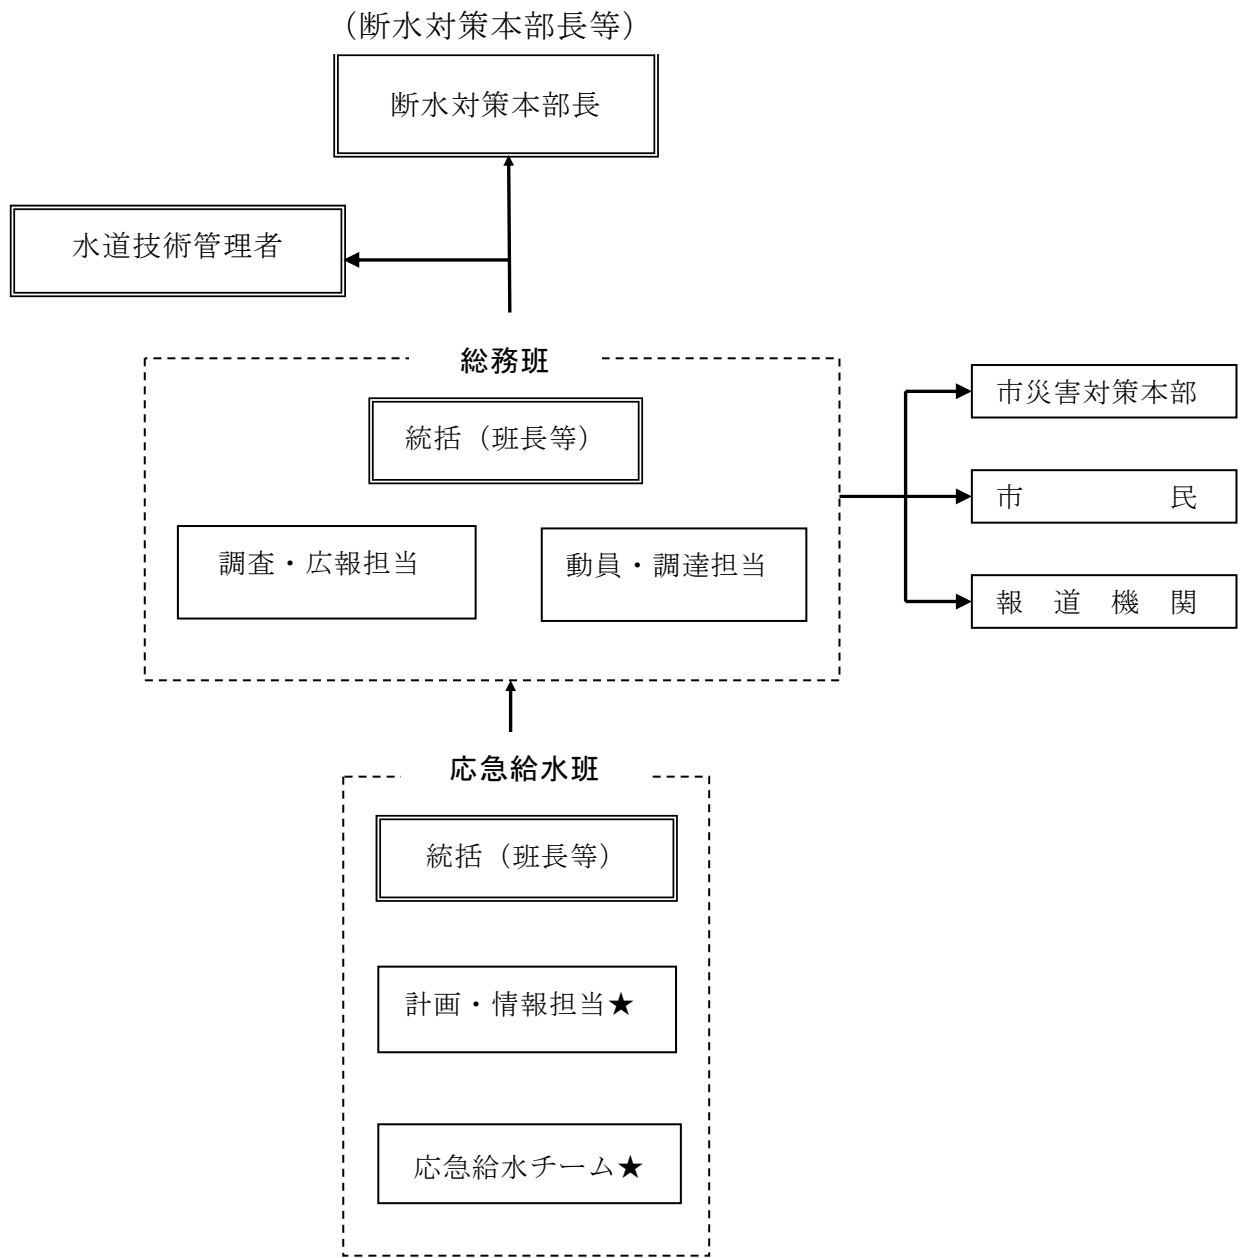 (断水対策本部長等)
断水対策本部長
水道技術管理者
総務班
統括（班長等）
調査・広報担当
動員・調達担当
市災害対策本部
市　　　　　民
報　道　機　関
応急給水班
統括（班長等）
計画・情報担当★
応急給水チーム★